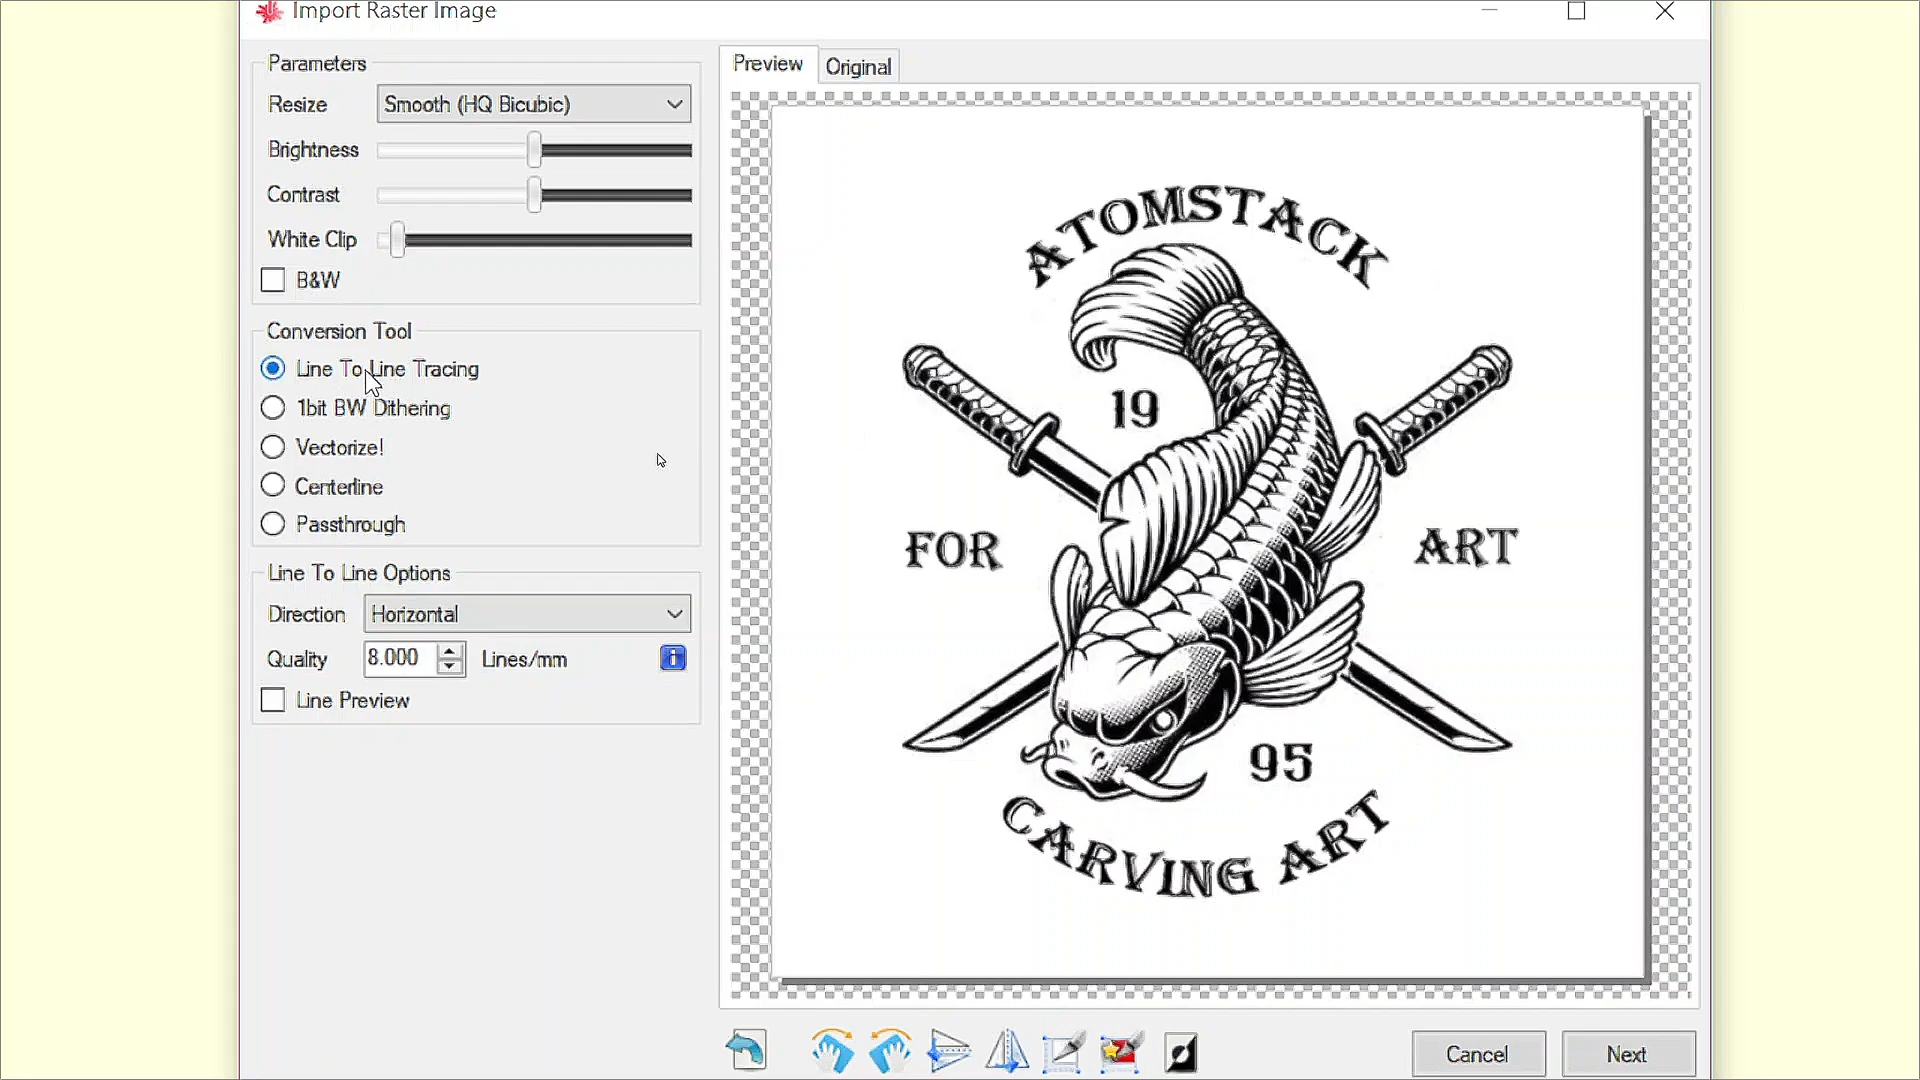 Import Raster Image
Parameters
Resize
Smooth (HQ Bicubic)
Brightness
Contrast
White Clip
B&W
Conversion Tool
Line To Line Tracing
1bit BW Dithering
Vectorize!
Centerline
Passthrough
Line To Line Options
Direction
Horizontal
Quality
8.000
Lines/mm
Line Preview
Preview
Original
ATOMSTACK
19
FOR
ART
95
CARVING ART
Cancel
Next